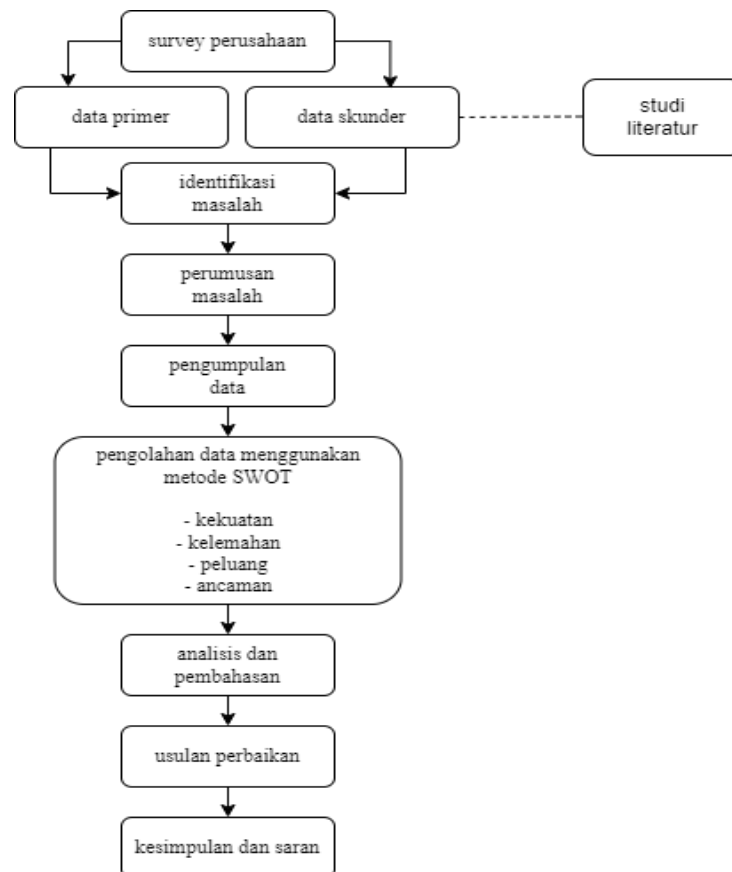 survey perusahaan
data primer
data skunder
studi
literatur
identifikasi
masalah
perumusan
masalah
pengumpulan
data
pengolahan data menggunakan
metode SWOT
- kekuatan
- kelemahan
- peluang
- ancaman
analisis dan
pembahasan
usulan perbaikan
kesimpulan dan saran